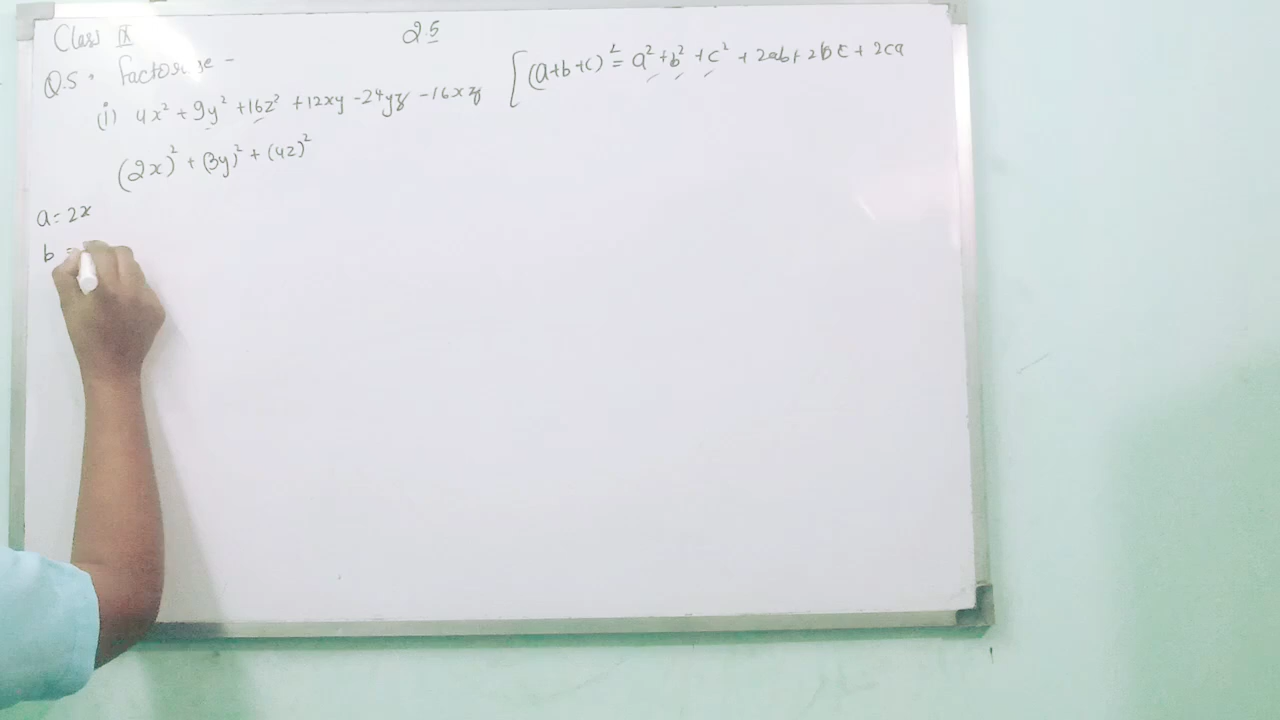 Class IX
2.5
Q.5. Factorise -
[(a+b+c)² = a² + b² + c² + 2ab + 2bc + 2ca
(i) 4x² + 9y² + 16z² + 12xy - 24yz - 16xz
(2x)² + (3y)² + (4z)²
a = 2x
b =